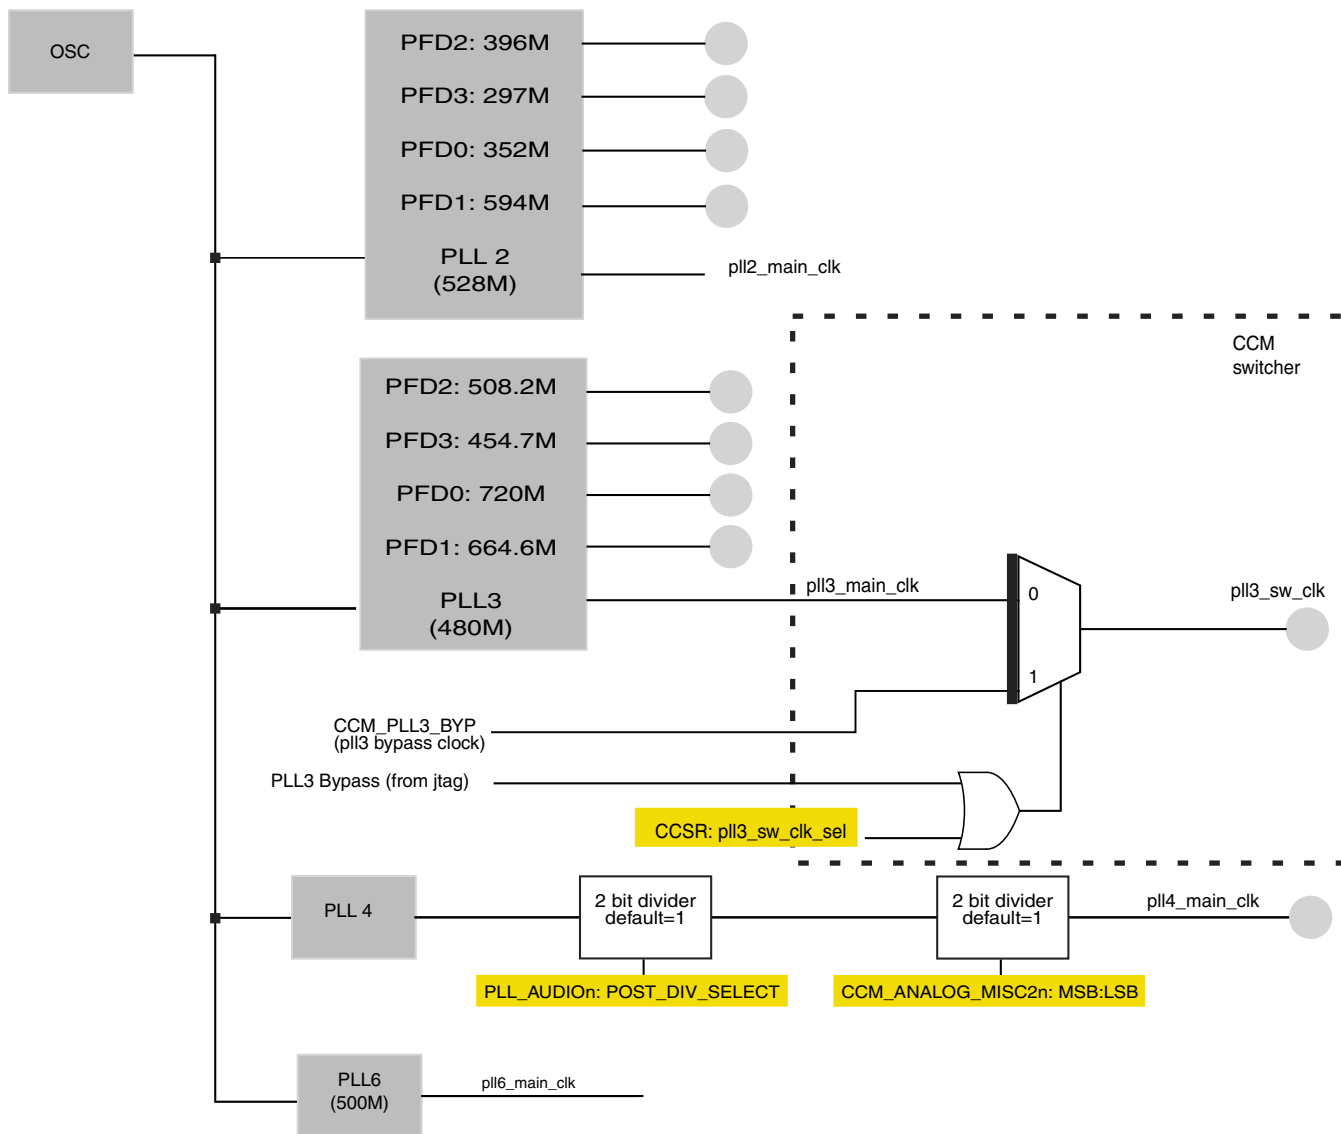 OSC
PFD2: 396M
PFD3: 297M
PFD0: 352M
PFD1: 594M
PLL 2
(528M)
pll2_main_clk
CCM
switcher
PFD2: 508.2M
PFD3: 454.7M
PFD0: 720M
PFD1: 664.6M
PLL3
(480M)
pll3_main_clk
0
1
pll3_sw_clk
CCM_PLL3_BYP
(pll3 bypass clock)
PLL3 Bypass (from jtag)
CCSR: pll3_sw_clk_sel
PLL 4
2 bit divider
default=1
2 bit divider
default=1
pll4_main_clk
PLL_AUDIOn: POST_DIV_SELECT
CCM_ANALOG_MISC2n: MSB:LSB
PLL6
(500M)
pll6_main_clk